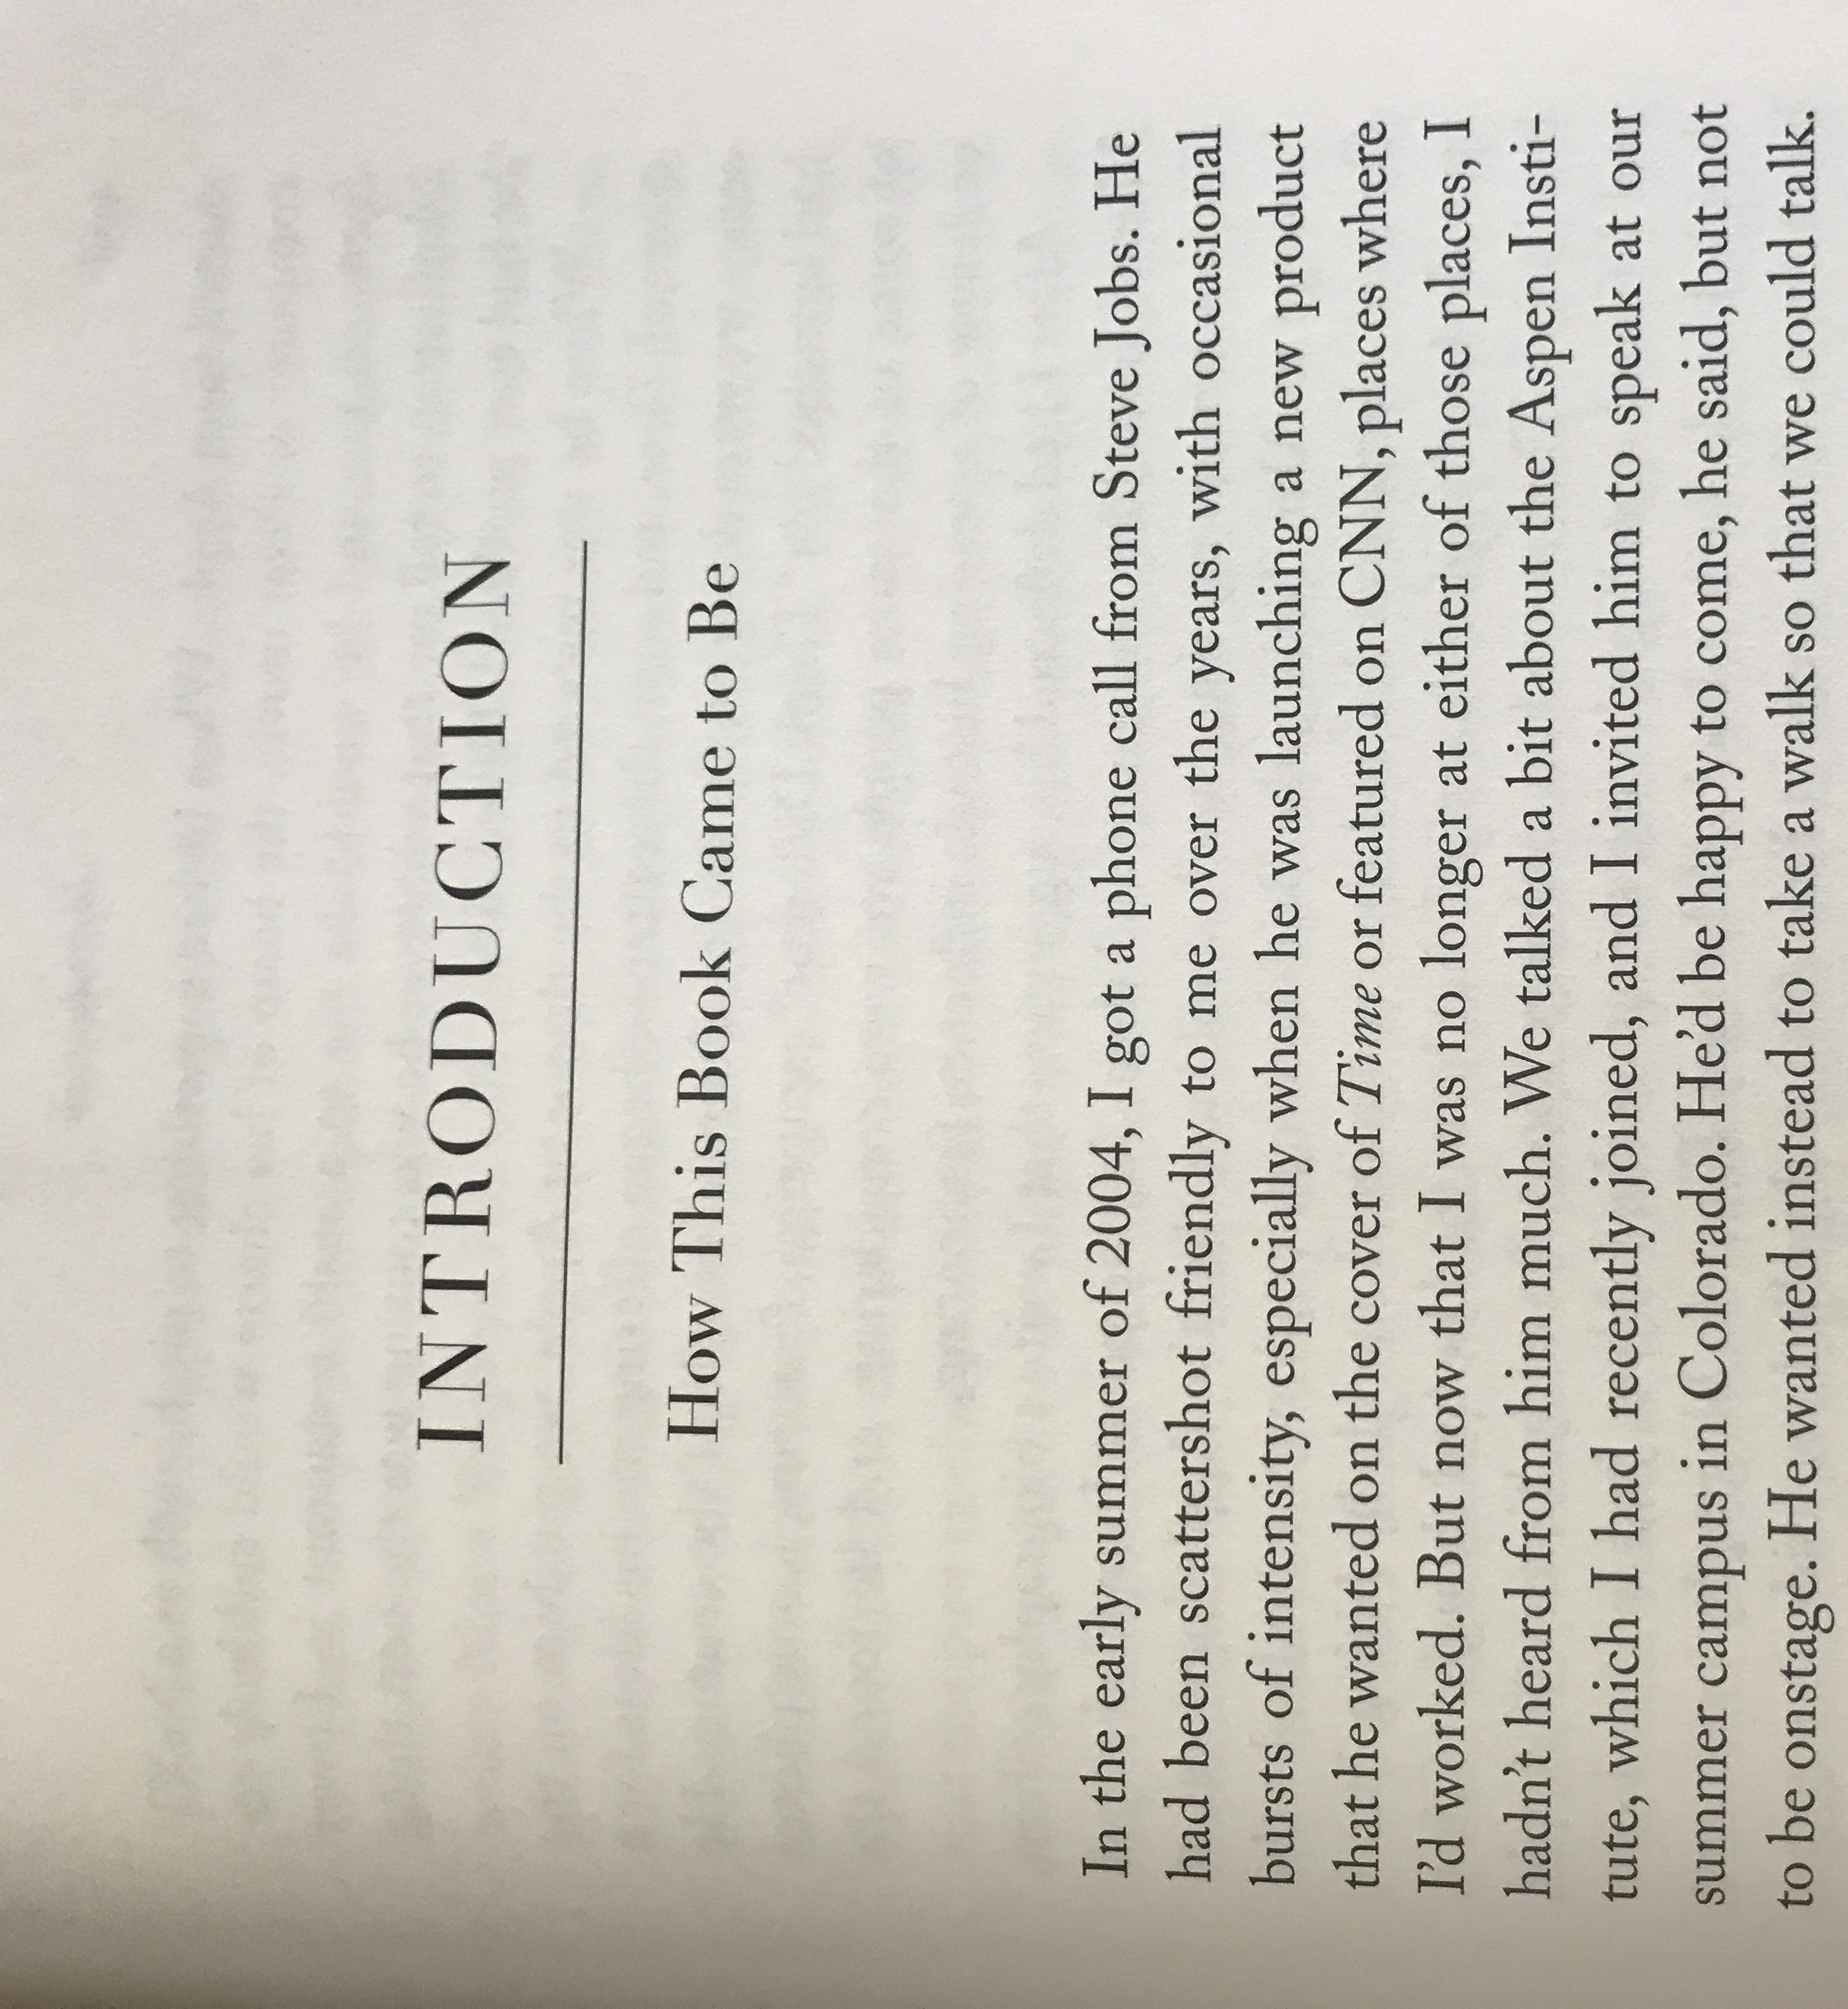 INTRODUCTION
How This Book Came to Be
In the early summer of 2004, I got a phone call from Steve Jobs. He
had been scattershot friendly to me over the years, with occasional
bursts of intensity, especially when he was launching a new product
that he wanted on the cover of Time or featured on CNN, places where
I’d worked. But now that I was no longer at either of those places, I
hadn’t heard from him much. We talked a bit about the Aspen Insti-
tute, which I had recently joined, and I invited him to speak at our
summer campus in Colorado. He’d be happy to come, he said, but not
to be onstage. He wanted instead to take a walk so that we could talk.